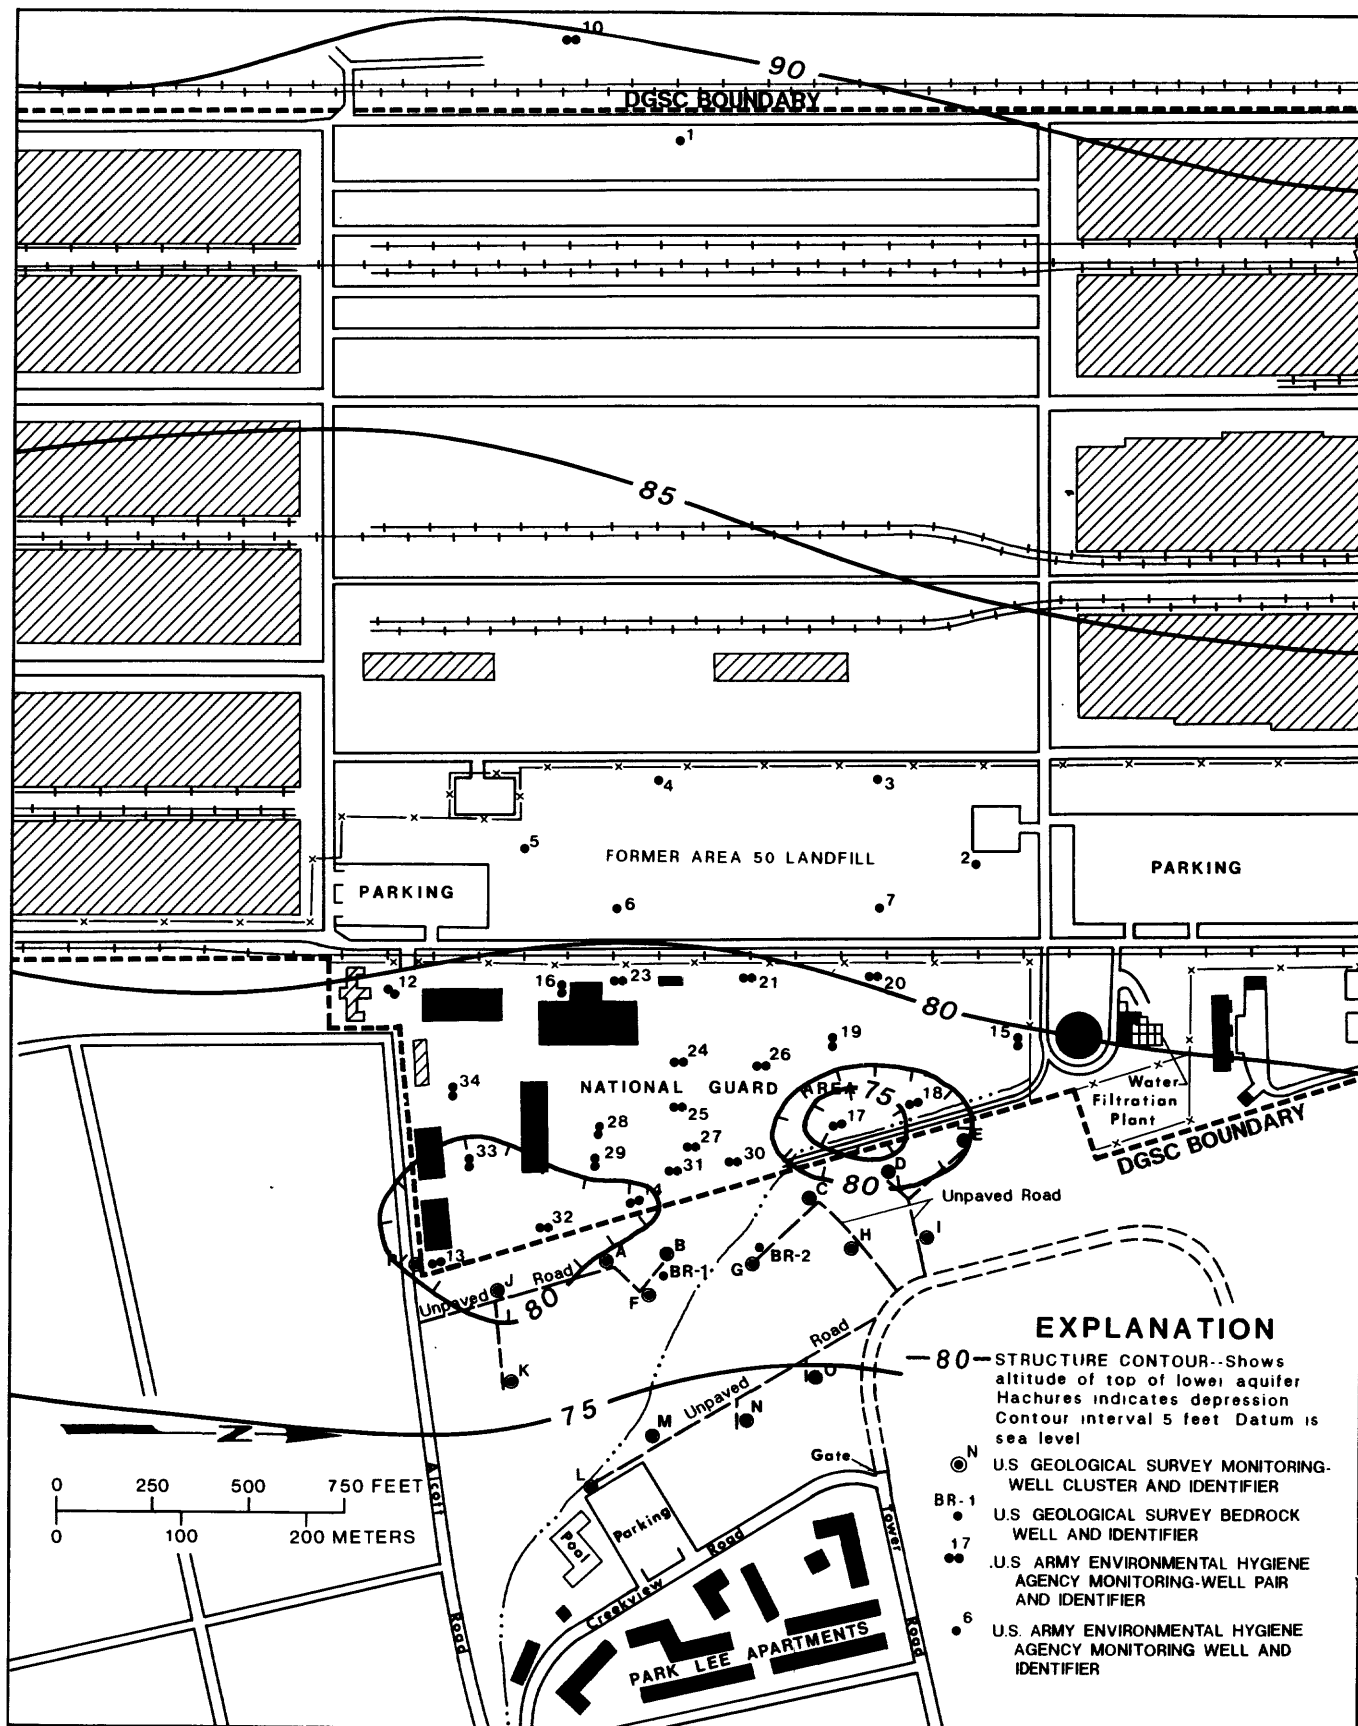 10
90
DGSC BOUNDARY
1
85
4
3
5
FORMER AREA 50 LANDFILL
2
PARKING
PARKING
6
7
12
16
23
21
20
80
19
15
24
26
34
NATIONAL GUARD AREA
75
18
Water
Filtration
Plant
25
17
28
27
E
DGSC BOUNDARY
33
29
31
30
D
80
C
Unpaved Road
14
32
I
H
B
BR-2
A
13
G
BR-1
J
Road
Unpaved
80
F
EXPLANATION
Road
80
STRUCTURE CONTOUR--Shows
altitude of top of lower aquifer
Hachures indicates depression
Contour interval 5 feet Datum is
sea level
K
O
Unpaved
75
M
N
N
N
U.S GEOLOGICAL SURVEY MONITORING-
WELL CLUSTER AND IDENTIFIER
Gate
L
0 250 500 750 FEET
0 100 200 METERS
Alcott
Road
BR-1
U.S GEOLOGICAL SURVEY BEDROCK
WELL AND IDENTIFIER
Parking
Pool
Road
Creekview
Tower
Road
17
.U.S ARMY ENVIRONMENTAL HYGIENE
AGENCY MONITORING-WELL PAIR
AND IDENTIFIER
6
U.S. ARMY ENVIRONMENTAL HYGIENE
AGENCY MONITORING WELL AND
IDENTIFIER
PARK LEE APARTMENTS